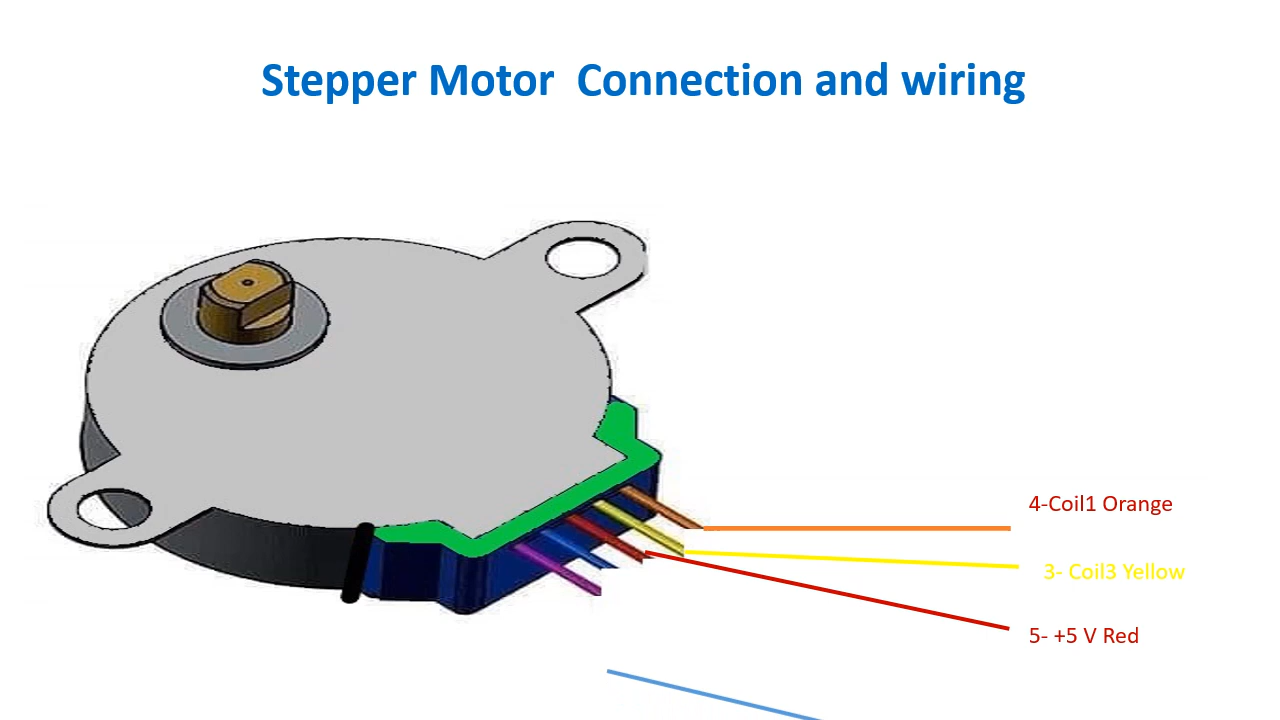 Stepper Motor  Connection and wiring
4-Coil1 Orange
3- Coil3 Yellow
5- +5 V Red